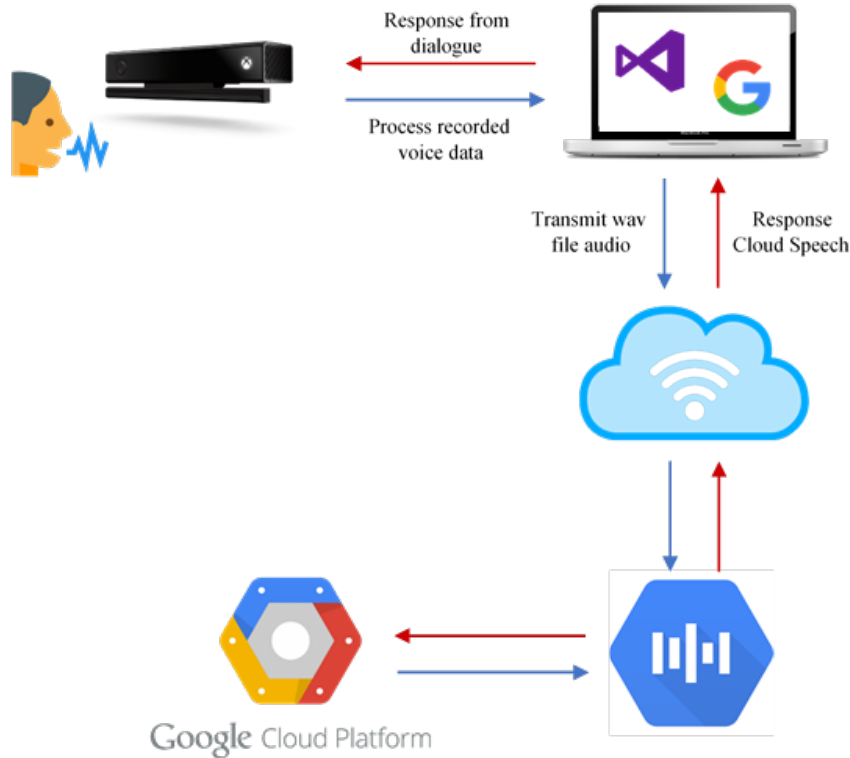 Response from
dialogue
Process recorded
voice data
Transmit wav
file audio
Response
Cloud Speech
Google Cloud Platform